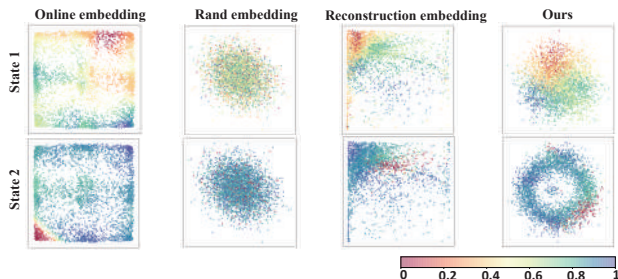 Online embedding Rand embedding Reconstruction embedding Ours
State 1
State 2
0 0.2 0.4 0.6 0.8 1